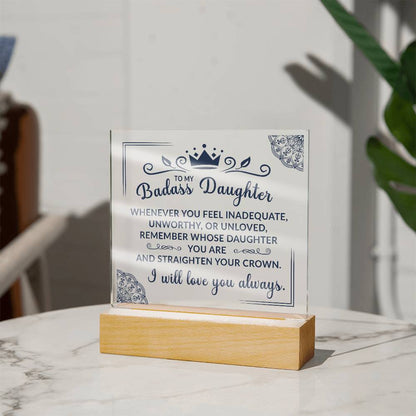 TO MY
Badass Daughter
WHENEVER YOU FEEL INADEQUATE,
UNWORTHY, OR UNLOVED,
REMEMBER WHOSE DAUGHTER
YOU ARE
AND STRAIGHTEN YOUR CROWN.
I will love you always.